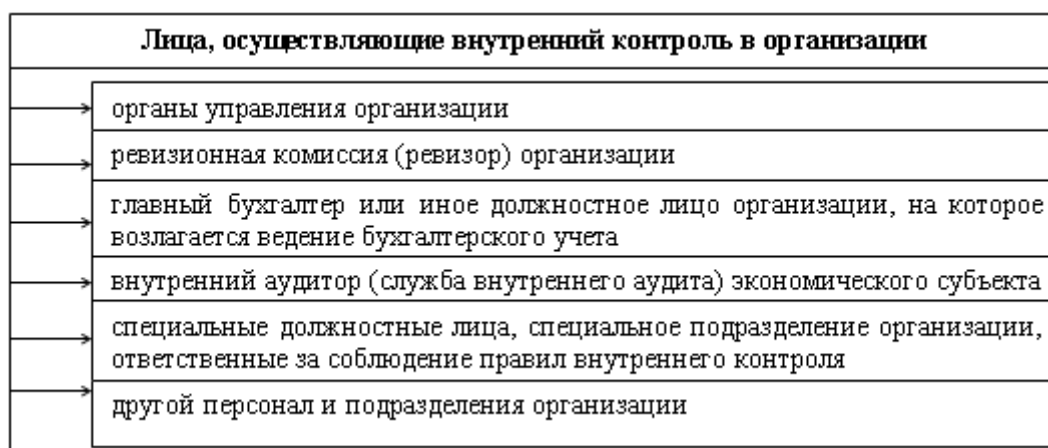 Лица, осуществляющие внутренний контроль в организации
органы управления организации
ревизионная комиссия (ревизор) организации
главный бухгалтер или иное должностное лицо организации, на которое
возлагается ведение бухгалтерского учета
внутренний аудитор (служба внутреннего аудита) экономического субъекта
специальные должностные лица, специальное подразделение организации,
ответственные за соблюдение правил внутреннего контроля
другой персонал и подразделения организации